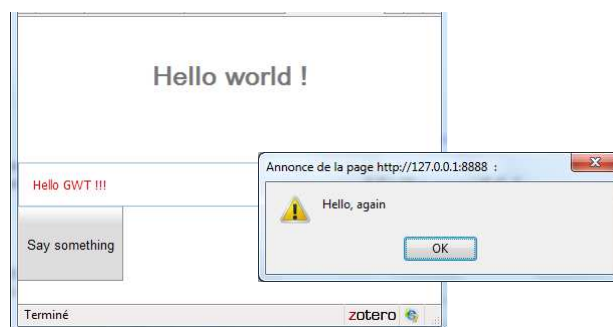 Hello world !
Annonce de la page http://127.0.0.1:8888 :
Hello GWT !!!
Hello, again
OK
Say something
Terminé
zotero